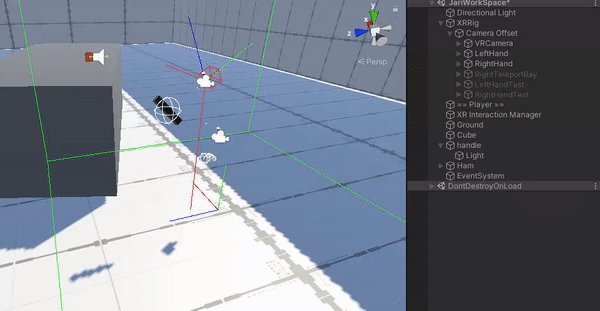 JariWorkSpace*
Directional Light
XRRig
Camera Offset
VRCamera
LeftHand
RightHand
RightTeleportRay
LeftHandTest
RightHandTest
== Player ==
XR Interaction Manager
Ground
Cube
handle
Light
Ham
EventSystem
DontDestroyOnLoad
y
z
x
Persp